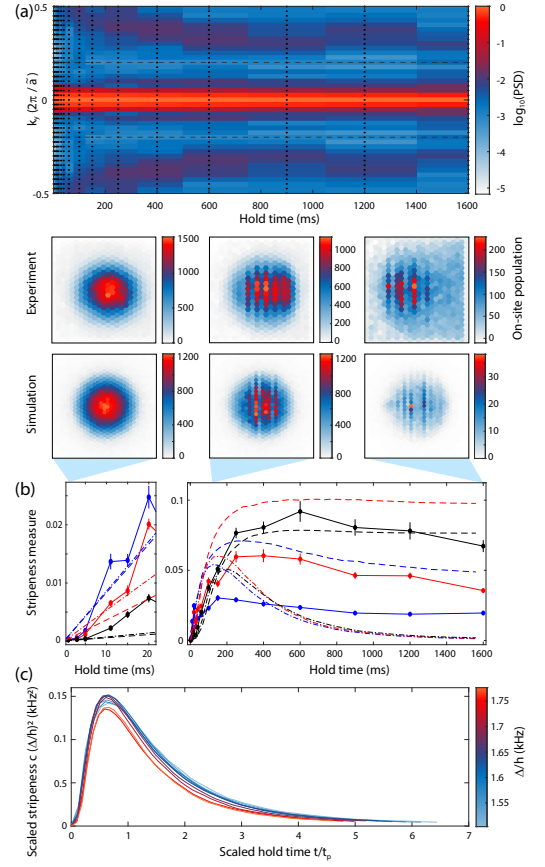 (a)
0.5
0
-0.5
k_y (2π / ã)
200 400 600 800 1000 1200 1400 1600
Hold time (ms)
0
-1
-2
-3
-4
-5
log₁₀(PSD)
Experiment
1500
1000
500
0
1000
800
600
400
200
0
200
150
100
50
0
On-site population
Simulation
1200
800
400
0
1200
800
400
0
30
20
10
0
(b)
Stripeness measure
0.02
0.01
0
0 10 20
Hold time (ms)
0.1
0.05
0
0 200 400 600 800 1000 1200 1400 1600
Hold time (ms)
(c)
Scaled stripeness c (Δ/h)² (kHz²)
0.15
0.1
0.05
0
0 1 2 3 4 5 6 7
Scaled hold time t/t_p
1.75
1.70
1.65
1.60
1.55
Δ/h (kHz)